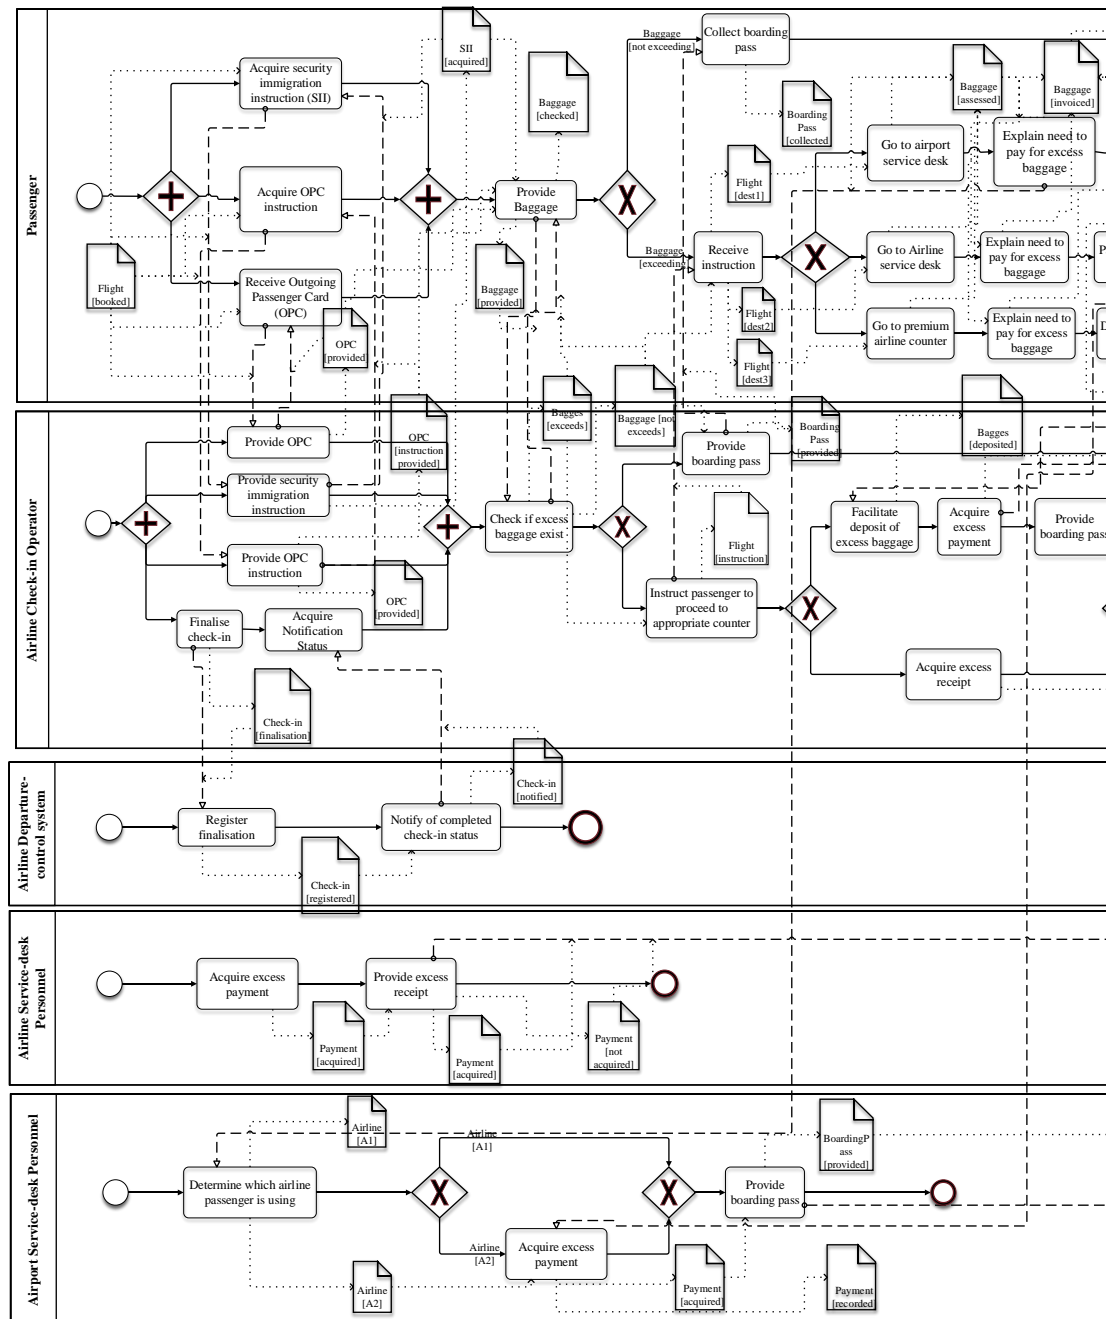 Passenger
SII
[acquired]
Acquire security
immigration
instruction (SII)
Acquire OPC
instruction
Receive Outgoing
Passenger Card
(OPC)
Flight
[booked]
OPC
[provided]
Baggage
[checked]
Provide
Baggage
Baggage
[provided]
Baggage
[not exceeding]
Collect boarding
pass
Boarding
Pass
[collected
Baggage
[exceeding]
Receive
instruction
Flight
[dest1]
Flight
[dest2]
Flight
[dest3]
Baggage
[assessed]
Baggage
[invoiced]
Go to airport
service desk
Explain need to
pay for excess
baggage
Go to Airline
service desk
Explain need to
pay for excess
baggage
P
Go to premium
airline counter
Explain need to
pay for excess
baggage
D
Airline Check-in Operator
Provide OPC
OPC
[instruction
provided]
Provide security
immigration
instruction
Provide OPC
instruction
OPC
[provided]
Finalise
check-in
Acquire
Notification
Status
Check-in
[finalisation]
Check if excess
baggage exist
Bagges
[exceeds]
Baggage [not
exceeds]
Provide
boarding pass
Boarding
Pass
[provided]
Flight
[instruction]
Instruct passenger to
proceed to
appropriate counter
Bagges
[deposited]
Facilitate
deposit of
excess baggage
Acquire
excess
payment
Provide
boarding pass
Acquire excess
receipt
Airline Departure-
control system
Register
finalisation
Check-in
[registered]
Notify of completed
check-in status
Check-in
[notified]
Airline Service-desk
Personnel
Acquire excess
payment
Payment
[acquired]
Provide excess
receipt
Payment
[acquired]
Payment
[not
acquired]
Airport Service-desk Personnel
Determine which airline
passenger is using
Airline
[A1]
Airline
[A2]
Airline
[A1]
Airline
[A2]
Acquire excess
payment
Payment
[acquired]
Provide
boarding pass
BoardingP
ass
[provided]
Payment
[recorded